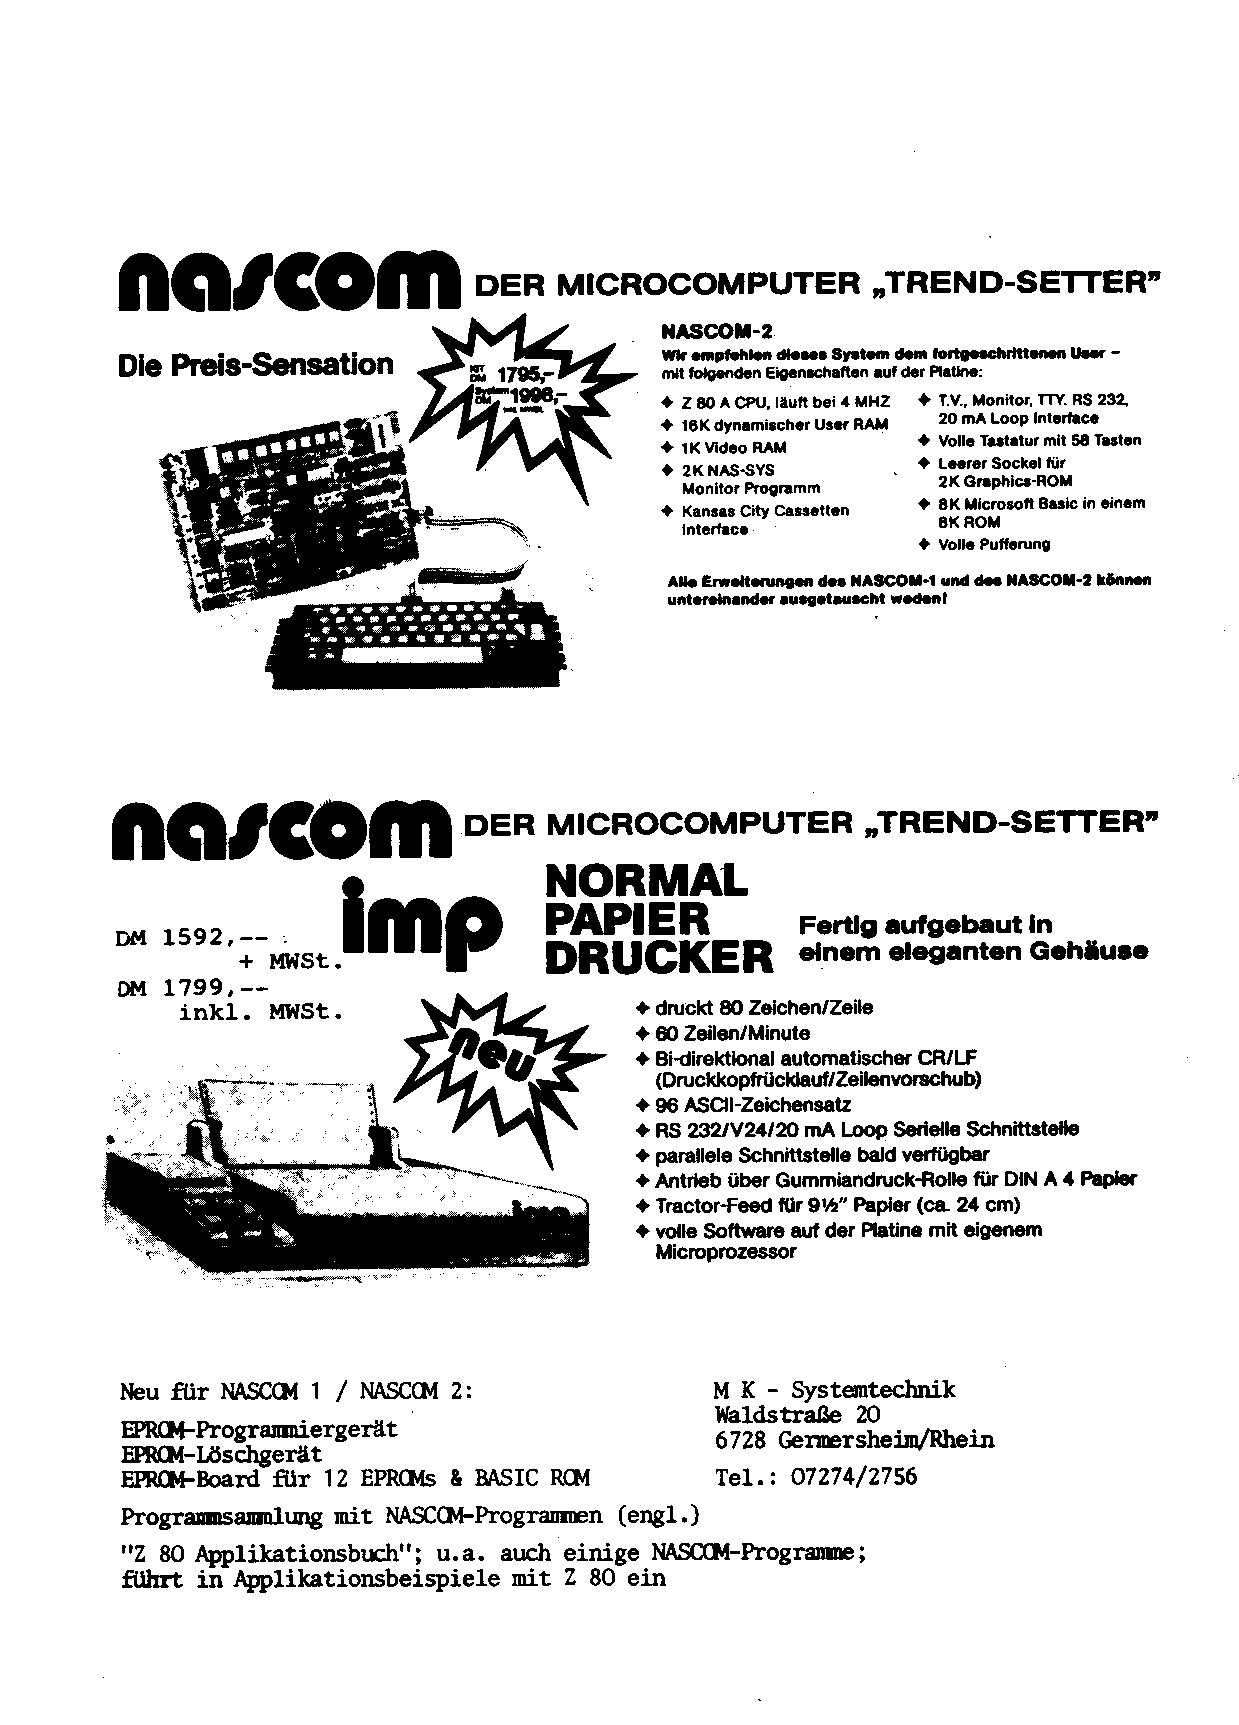 nascom DER MICROCOMPUTER „TREND-SETTER”
Die Preis-Sensation
KIT
DM 1795,-
System
DM 1998,-
NASCOM-2
Wir empfehlen dieses System dem fortgeschrittenen User –
mit folgenden Eigenschaften auf der Platine:
◆ Z 80 A CPU, läuft bei 4 MHZ
◆ 16K dynamischer User RAM
◆ 1K Video RAM
◆ 2K NAS-SYS
Monitor Programm
◆ Kansas City Cassetten
Interface
◆ T.V., Monitor, TTY. RS 232,
20 mA Loop Interface
◆ Volle Tastatur mit 58 Tasten
◆ Leerer Sockel für
2K Graphics-ROM
◆ 8K Microsoft Basic in einem
8K ROM
◆ Volle Pufferung
Alle Erweiterungen des NASCOM-1 und des NASCOM-2 können
untereinander ausgetauscht weden!
nascom DER MICROCOMPUTER „TREND-SETTER”
imp
NORMAL
PAPIER
DRUCKER
Fertig aufgebaut in
einem eleganten Gehäuse
DM 1592,--
+ MWSt.
DM 1799,--
inkl. MWSt.
neu
◆ druckt 80 Zeichen/Zeile
◆ 60 Zeilen/Minute
◆ Bi-direktional automatischer CR/LF
(Druckkopfrücklauf/Zeilenvorschub)
◆ 96 ASCII-Zeichensatz
◆ RS 232/V24/20 mA Loop Serielle Schnittstelle
◆ parallele Schnittstelle bald verfügbar
◆ Antrieb über Gummiandruck-Rolle für DIN A 4 Papier
◆ Tractor-Feed für 9½” Papier (ca. 24 cm)
◆ volle Software auf der Platine mit eigenem
Microprozessor
imp
Neu für NASCOM 1 / NASCOM 2:
EPROM-Programmiergerät
EPROM-Löschgerät
EPROM-Board für 12 EPROMs & BASIC ROM
Programmsammlung mit NASCOM-Programmen (engl.)
"Z 80 Applikationsbuch"; u.a. auch einige NASCOM-Programme;
führt in Applikationsbeispiele mit Z 80 ein
M K - Systemtechnik
Waldstraße 20
6728 Germersheim/Rhein
Tel.: 07274/2756